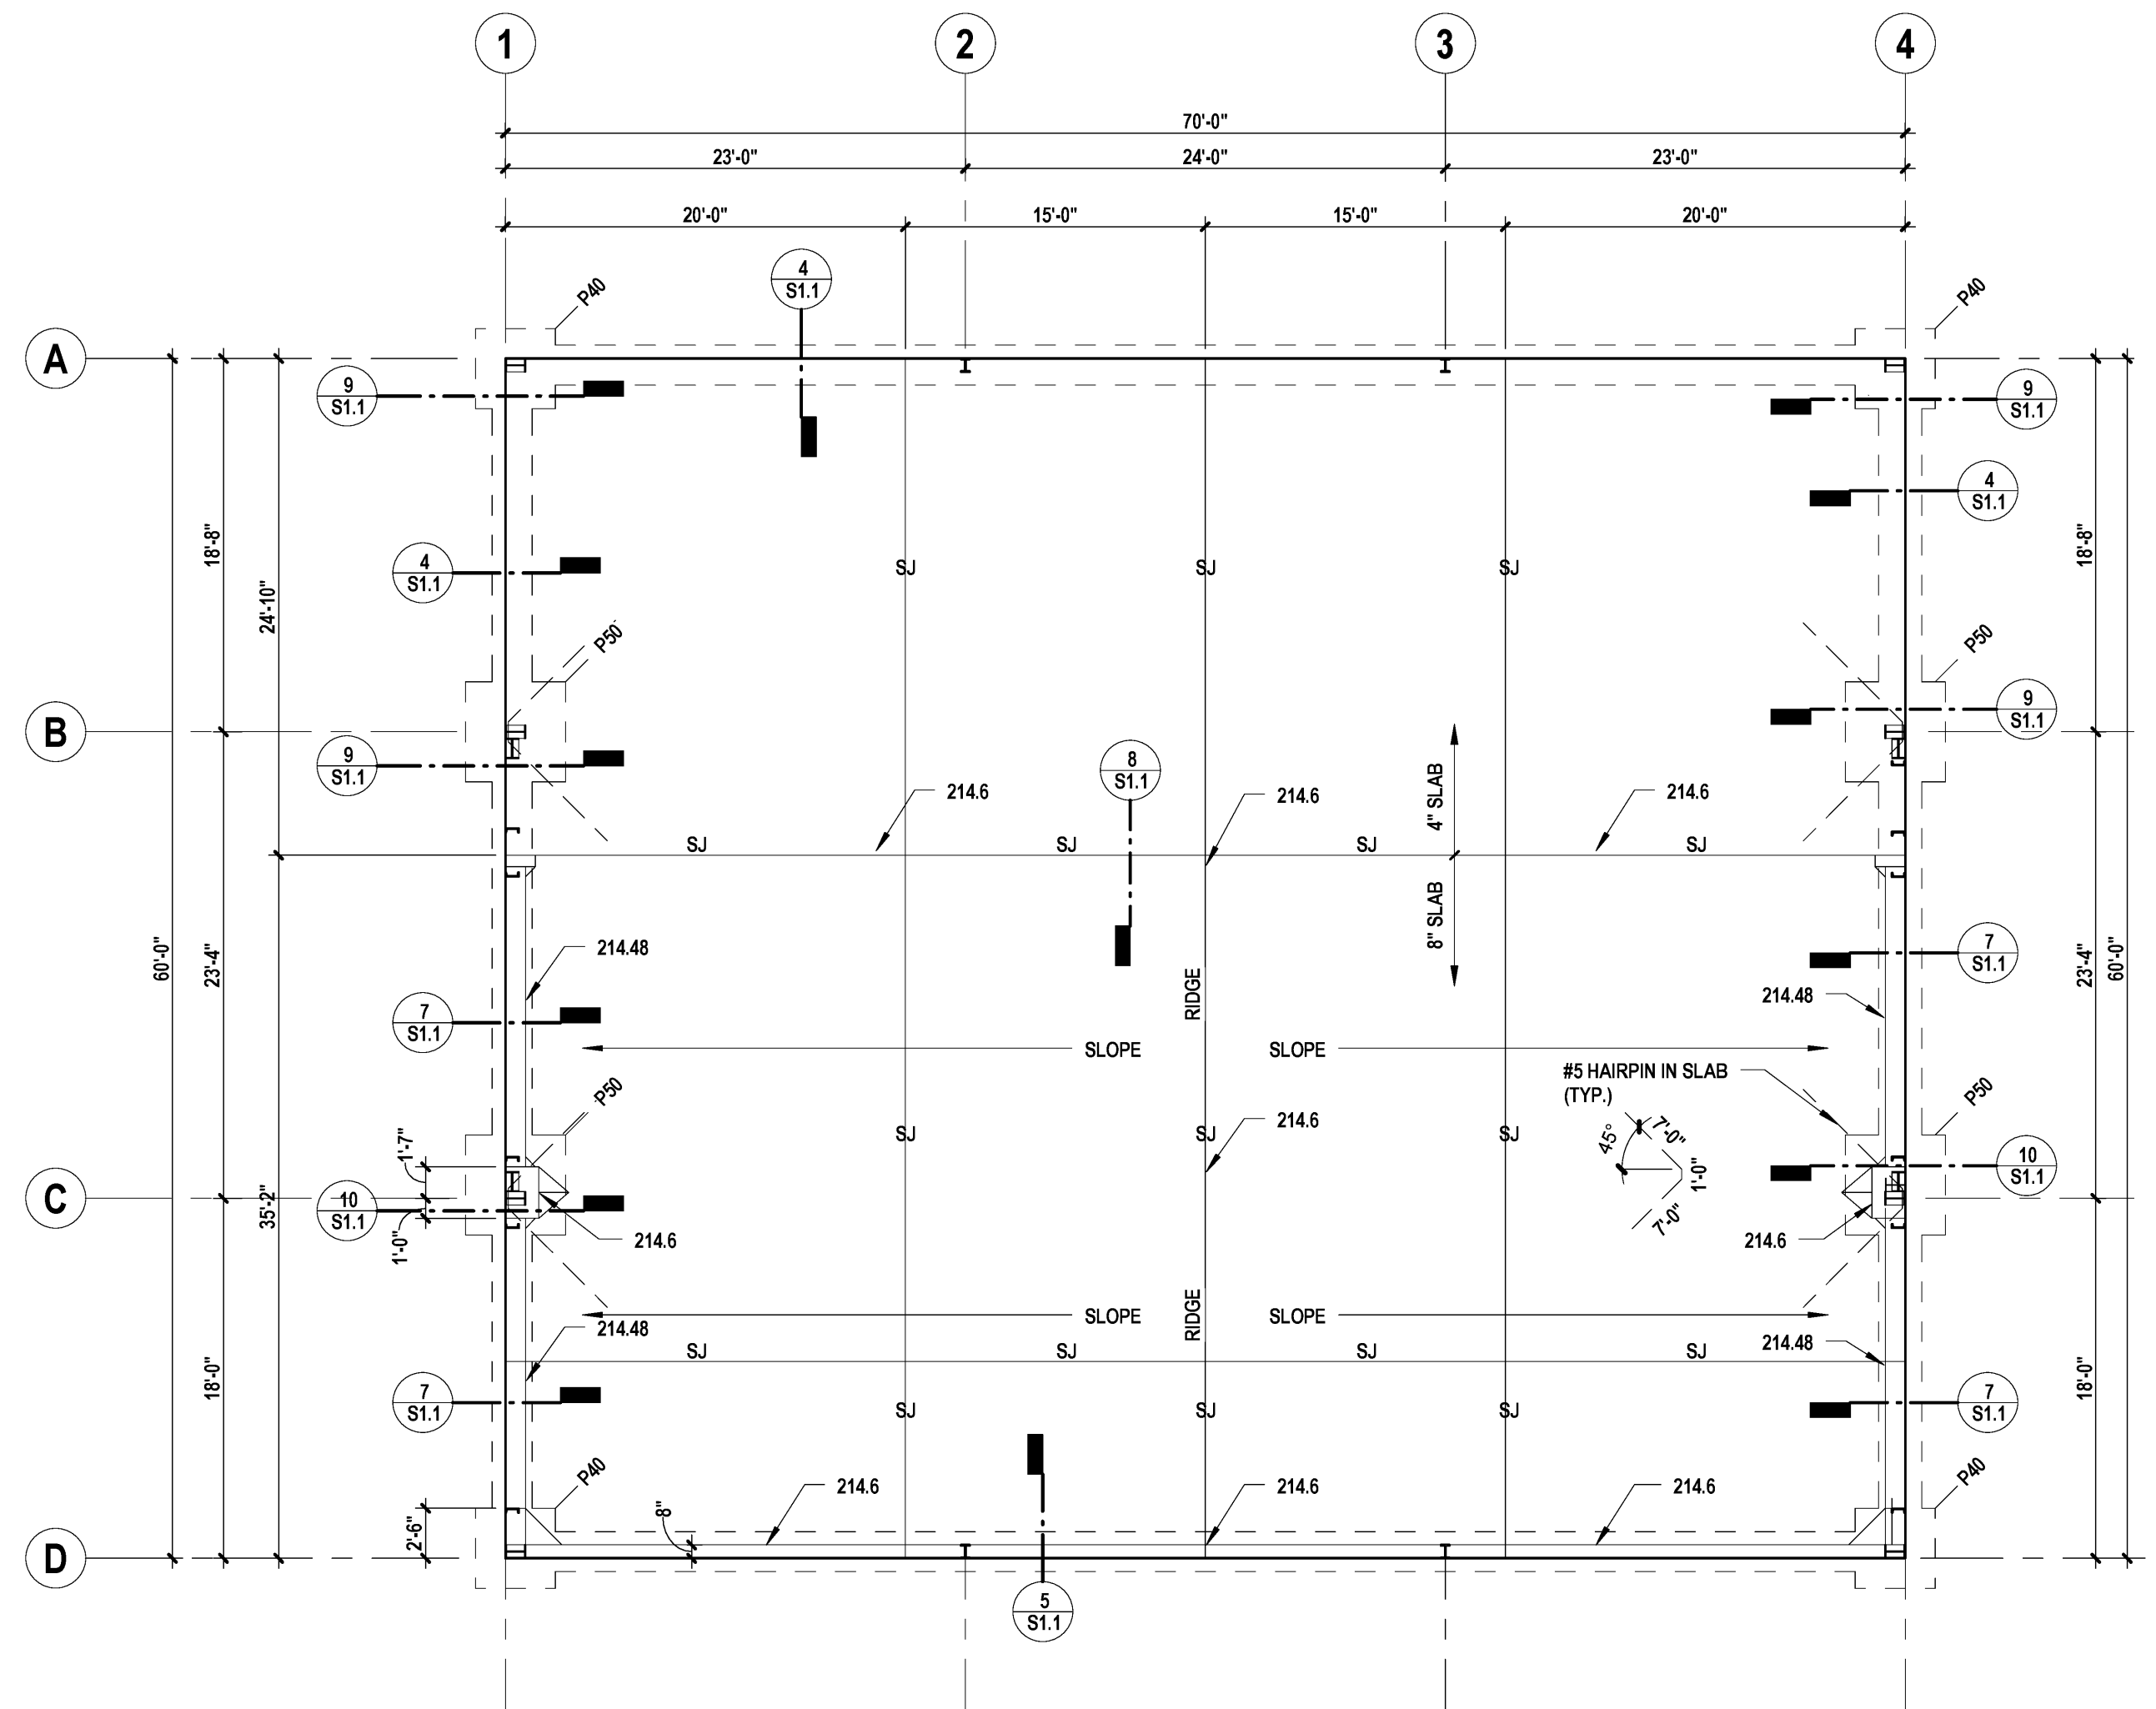 1
2
3
4
70'-0"
23'-0"
24'-0"
23'-0"
20'-0"
15'-0"
15'-0"
20'-0"
4
S1.1
P40
P40
A
9
S1.1
9
S1.1
4
S1.1
18'-8"
18'-8"
4
S1.1
SJ
SJ
SJ
24'-10"
P50
P50
B
9
S1.1
9
S1.1
8
S1.1
214.6
214.6
214.6
4" SLAB
SJ
SJ
SJ
SJ
8" SLAB
214.48
7
S1.1
60'-0"
23'-4"
23'-4"
60'-0"
RIDGE
214.48
7
S1.1
SLOPE
SLOPE
#5 HAIRPIN IN SLAB
(TYP.)
P50
P50
SJ
214.6
SJ
SJ
45°
7'-0"
1'-0"
7'-0"
1'-7"
10
S1.1
C
10
S1.1
35'-2"
1'-0"
214.6
214.6
RIDGE
SLOPE
SLOPE
214.48
214.48
SJ
SJ
SJ
SJ
18'-0"
18'-0"
7
S1.1
7
S1.1
SJ
SJ
SJ
P40
P40
214.6
214.6
214.6
8"
2'-6"
D
5
S1.1